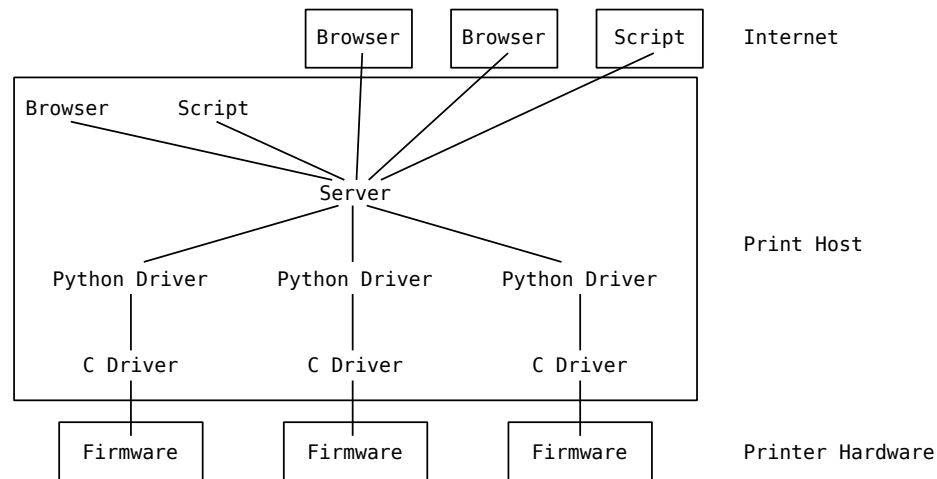 Browser Browser Script Internet
Browser Script
Server
Print Host
Python Driver Python Driver Python Driver
C Driver C Driver C Driver
Firmware Firmware Firmware Printer Hardware